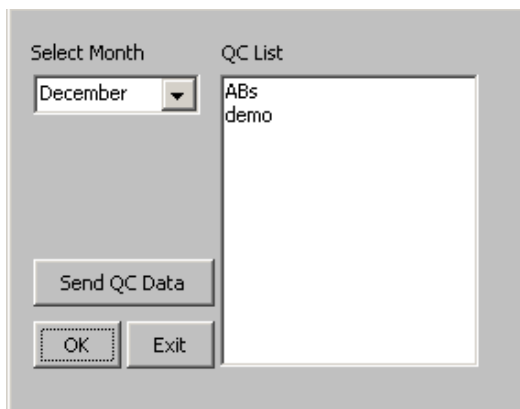 Select Month
December
QC List
ABs
demo
Send QC Data
OK
Exit